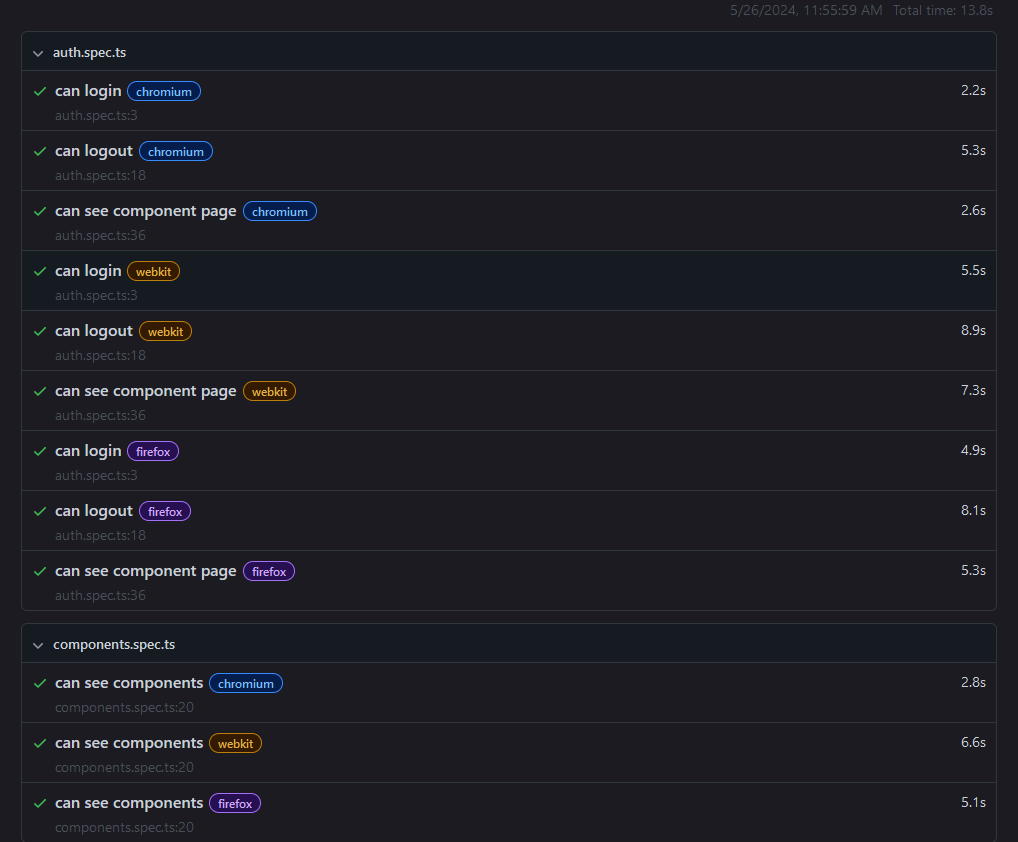 5/26/2024, 11:55:59 AM Total time: 13.8s
auth.spec.ts
can login chromium 2.2s
auth.spec.ts:3
can logout chromium 5.3s
auth.spec.ts:18
can see component page chromium 2.6s
auth.spec.ts:36
can login webkit 5.5s
auth.spec.ts:3
can logout webkit 8.9s
auth.spec.ts:18
can see component page webkit 7.3s
auth.spec.ts:36
can login firefox 4.9s
auth.spec.ts:3
can logout firefox 8.1s
auth.spec.ts:18
can see component page firefox 5.3s
auth.spec.ts:36
components.spec.ts
can see components chromium 2.8s
components.spec.ts:20
can see components webkit 6.6s
components.spec.ts:20
can see components firefox 5.1s
components.spec.ts:20